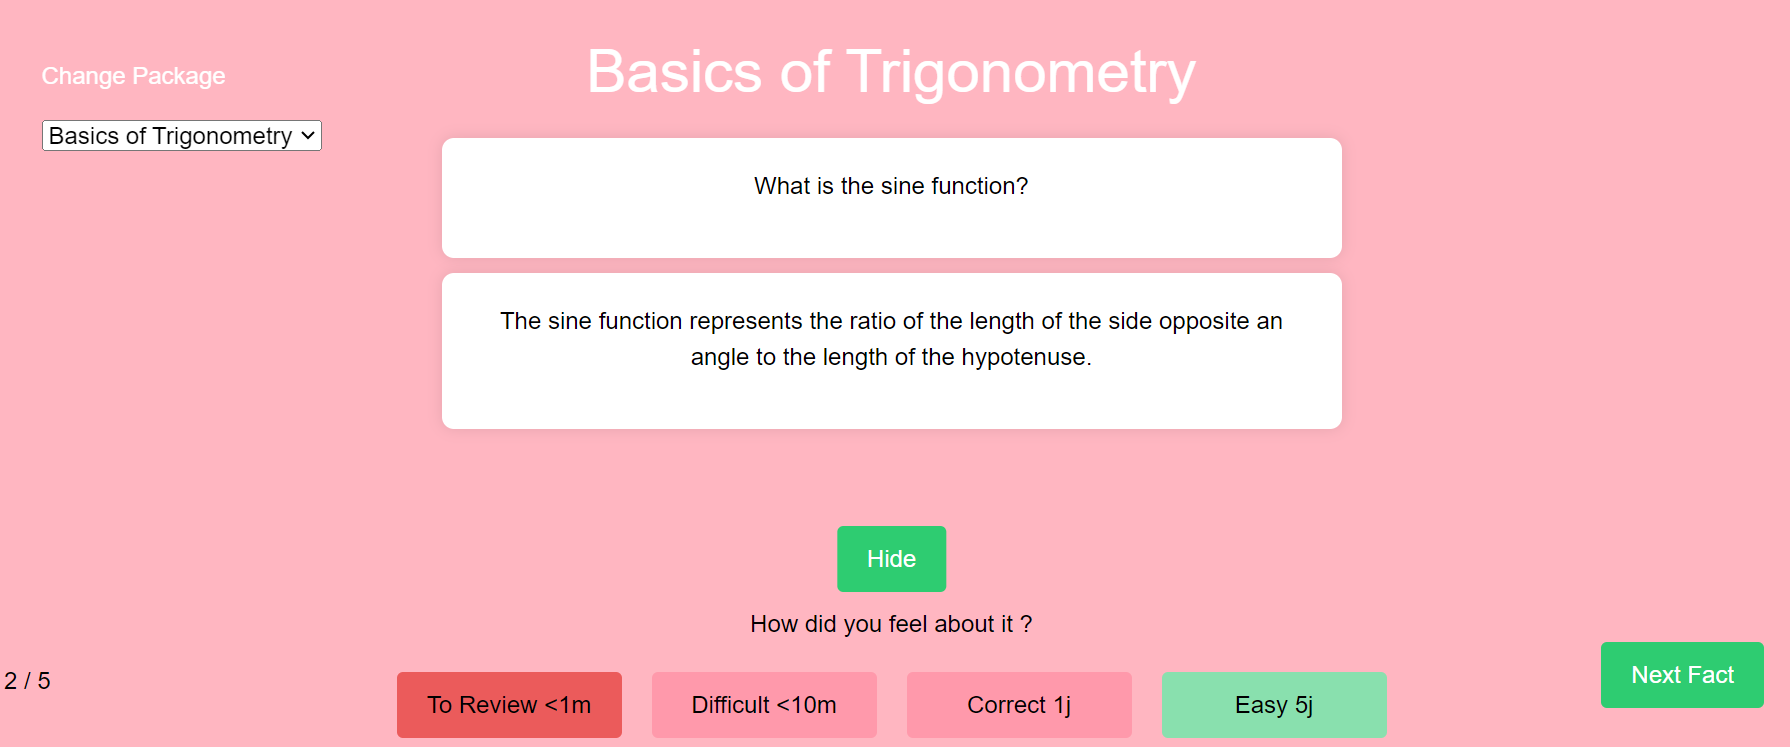 Change Package
Basics of Trigonometry
Basics of Trigonometry
What is the sine function?
The sine function represents the ratio of the length of the side opposite an
angle to the length of the hypotenuse.
Hide
How did you feel about it ?
2 / 5
To Review <1m
Difficult <10m
Correct 1j
Easy 5j
Next Fact